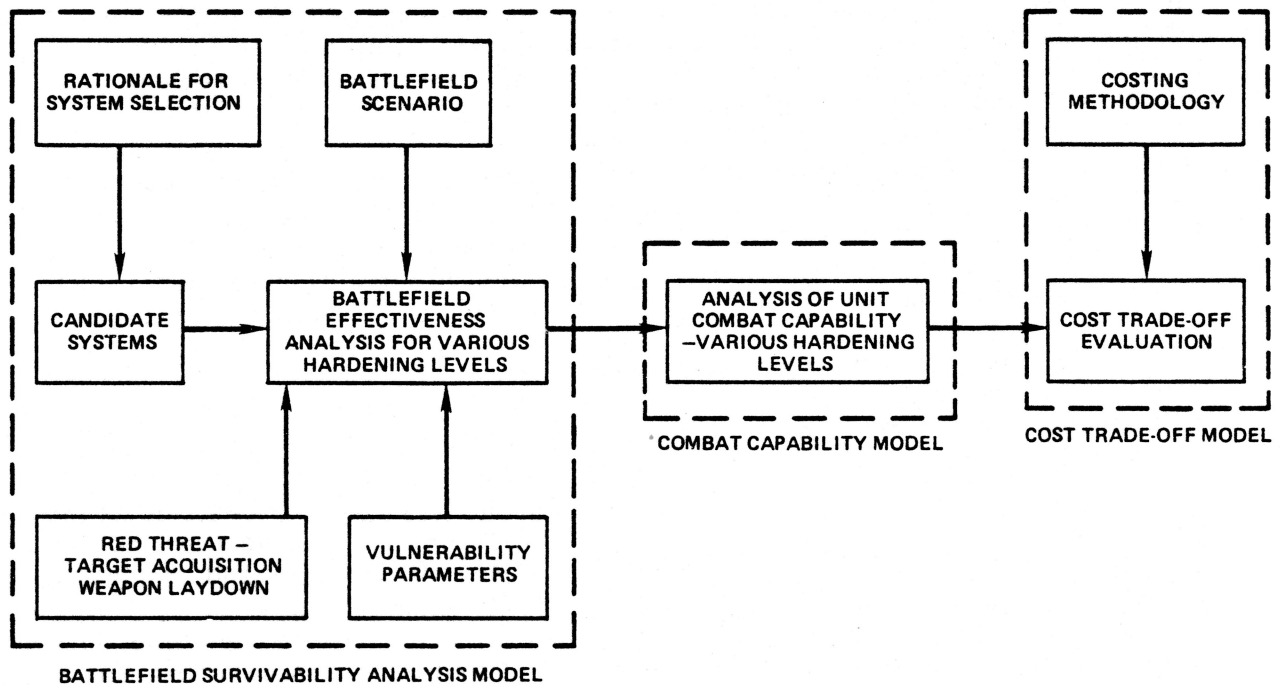 RATIONALE FOR
SYSTEM SELECTION
BATTLEFIELD
SCENARIO
COSTING
METHODOLOGY
CANDIDATE
SYSTEMS
BATTLEFIELD
EFFECTIVENESS
ANALYSIS FOR VARIOUS
HARDENING LEVELS
ANALYSIS OF UNIT
COMBAT CAPABILITY
–VARIOUS HARDENING
LEVELS
COST TRADE-OFF
EVALUATION
COMBAT CAPABILITY MODEL
COST TRADE-OFF MODEL
RED THREAT –
TARGET ACQUISITION
WEAPON LAYDOWN
VULNERABILITY
PARAMETERS
BATTLEFIELD SURVIVABILITY ANALYSIS MODEL